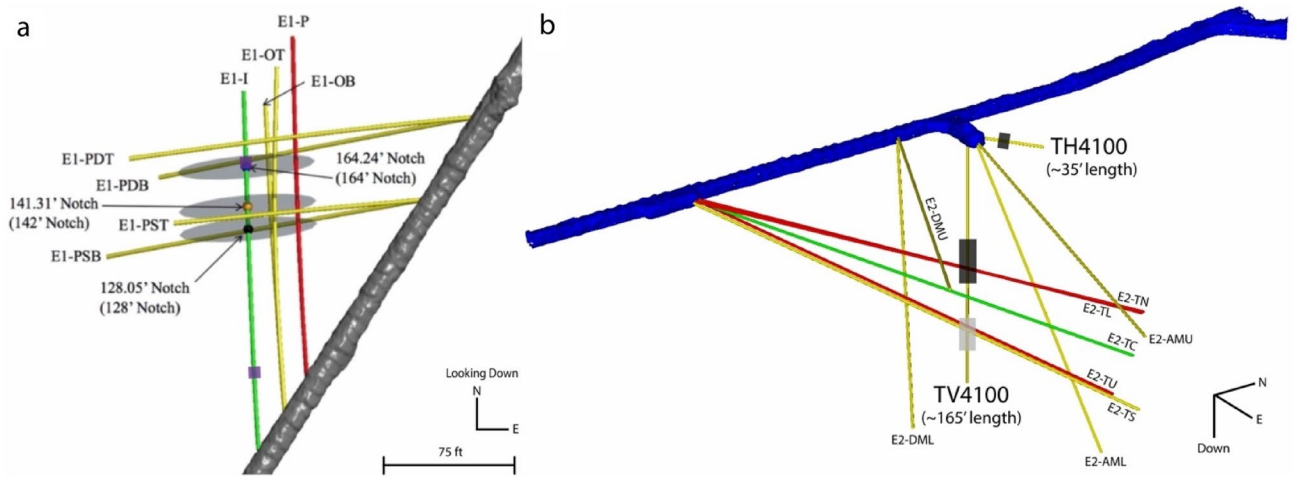 a
E1-P
E1-OT
E1-OB
E1-I
E1-PDT
164.24' Notch
(164' Notch)
E1-PDB
141.31' Notch
(142' Notch)
E1-PST
E1-PSB
128.05' Notch
(128' Notch)
Looking Down
N
E
75 ft
b
TH4100
(~35' length)
E2-DMU
E2-TN
E2-TL
E2-TC
E2-AMU
E2-TU
E2-TS
TV4100
(~165' length)
E2-DML
E2-AML
N
E
Down